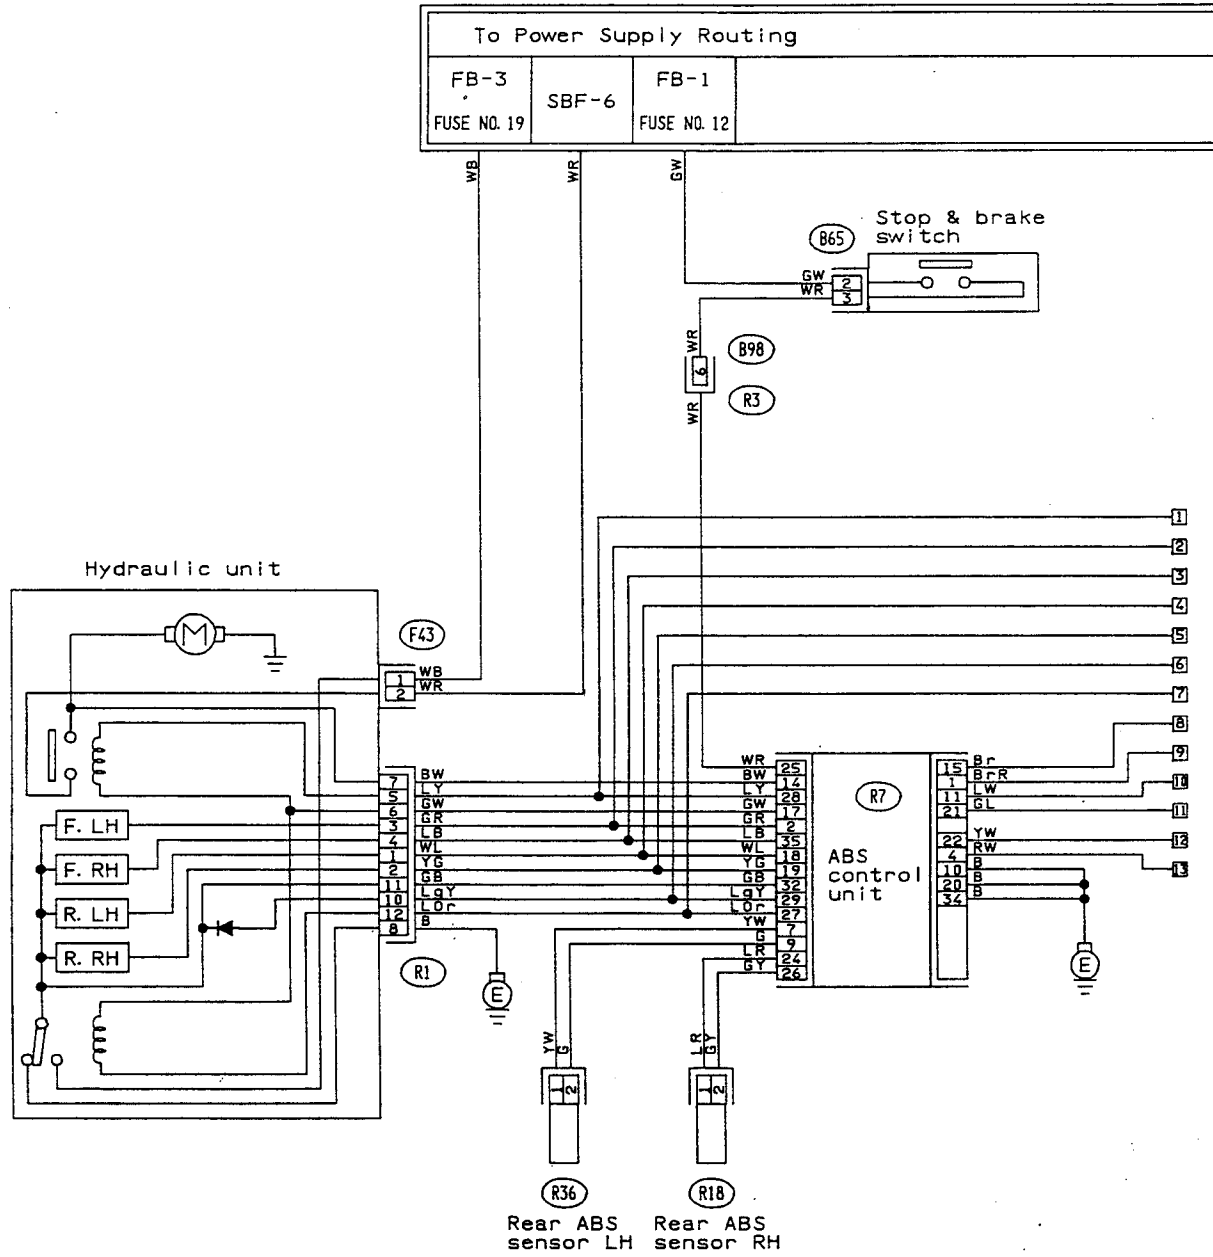 To Power Supply Routing
FB-3
FUSE NO. 19
SBF-6
FB-1
FUSE NO. 12
WB
WR
GW
Stop & brake
switch
B65
GW
WR
2
3
WR
B98
6
R3
WR
1
2
3
4
5
6
7
8
9
10
11
12
13
Hydraulic unit
M
F43
1
2
WB
WR
7
5
6
3
4
1
2
11
10
12
8
BW
LY
GW
GR
LB
WL
YG
GB
LgY
LOr
B
F. LH
F. RH
R. LH
R. RH
R1
E
WR
BW
LY
GW
GR
LB
WL
YG
GB
LgY
LOr
YW
G
LR
GY
25
14
28
17
2
35
18
19
32
29
27
7
9
24
26
R7
ABS
control
unit
15
1
11
21
22
4
10
20
34
Br
BrR
LW
GL
YW
RW
B
B
B
E
YW
G
1
2
R36
Rear ABS
sensor LH
LR
GY
1
2
R18
Rear ABS
sensor RH